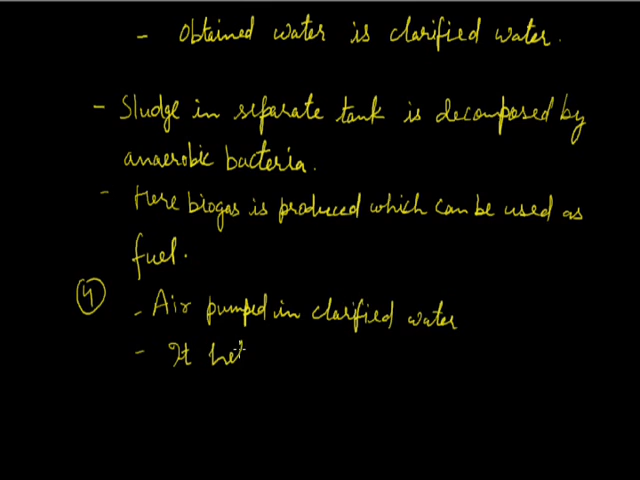 - Obtained water is clarified water.
- Sludge in separate tank is decomposed by
anaerobic bacteria.
- Here biogas is produced which can be used as
fuel.
4
- Air pumped in clarified water
- It hel